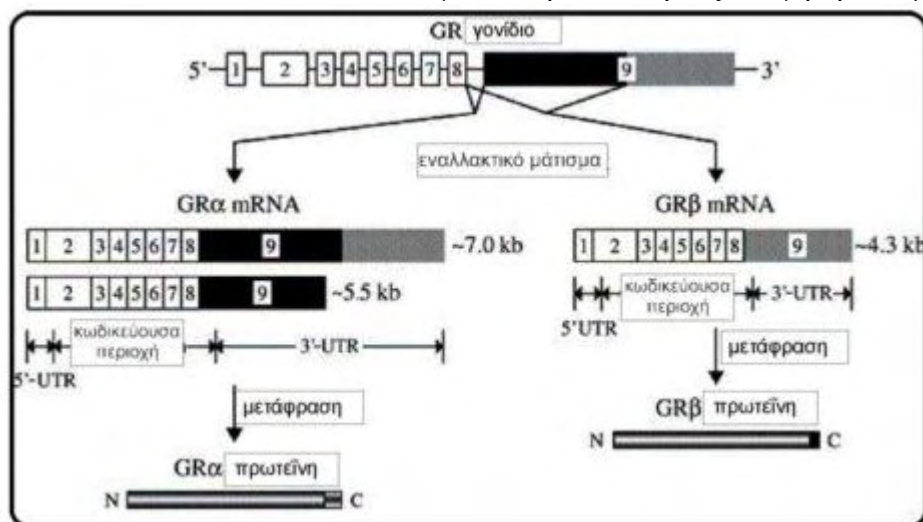 GR γονίδιο
5' 1 2 3 4 5 6 7 8 9 3'
εναλλακτικό μάτισμα
GRα mRNA
1 2 3 4 5 6 7 8 9 ~7.0 kb
1 2 3 4 5 6 7 8 9 ~5.5 kb
5'-UTR κωδικεύουσα περιοχή 3'-UTR
μετάφραση
GRα πρωτεΐνη
N C
GRβ mRNA
1 2 3 4 5 6 7 8 9 ~4.3 kb
5'UTR κωδικεύουσα περιοχή 3'-UTR
μετάφραση
GRβ πρωτεΐνη
N C